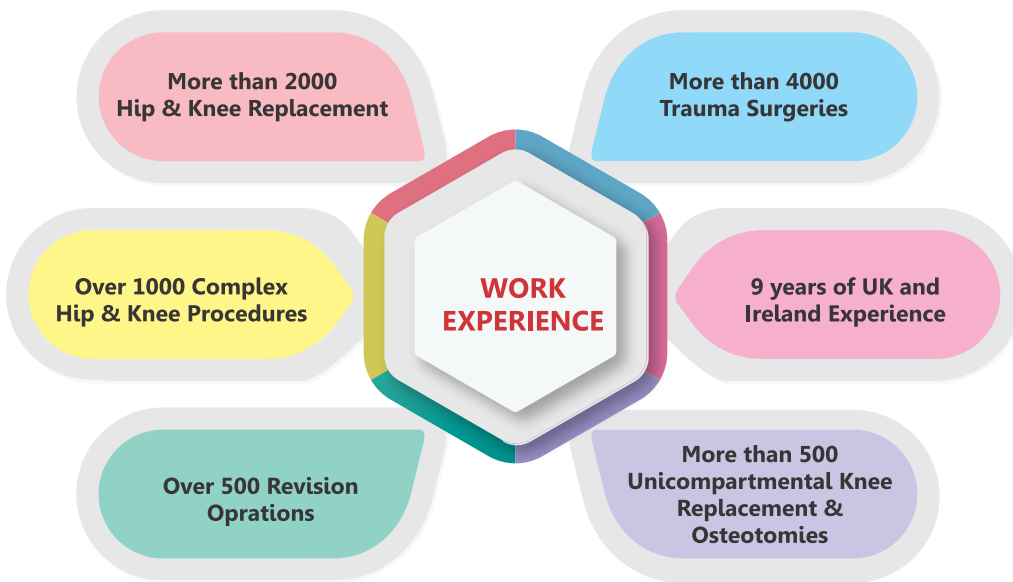 More than 2000
Hip & Knee Replacement
More than 4000
Trauma Surgeries
Over 1000 Complex
Hip & Knee Procedures
WORK
EXPERIENCE
9 years of UK and
Ireland Experience
Over 500 Revision
Oprations
More than 500
Unicompartmental Knee
Replacement &
Osteotomies